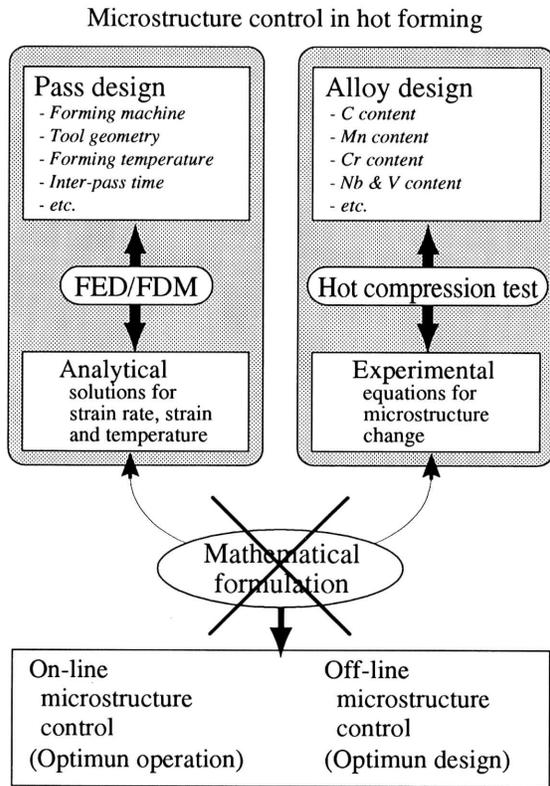 Microstructure control in hot forming
Pass design
- Forming machine
- Tool geometry
- Forming temperature
- Inter-pass time
- etc.
FED/FDM
Analytical
solutions for
strain rate, strain
and temperature
Alloy design
- C content
- Mn content
- Cr content
- Nb & V content
- etc.
Hot compression test
Experimental
equations for
microstructure
change
Mathematical
formulation
On-line
microstructure
control
(Optimun operation)
Off-line
microstructure
control
(Optimun design)